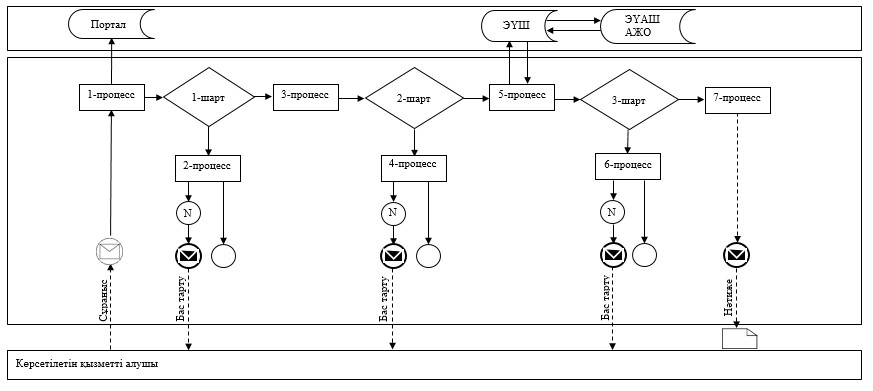 Портал
ЭҮШ
ЭҮАШ
АЖО
1-процесс
1-шарт
3-процесс
2-шарт
5-процесс
3-шарт
7-процесс
2-процесс
4-процесс
6-процесс
N
N
N
Сұраныс
Бас тарту
Бас тарту
Бас тарту
Нәтиже
Көрсетілетін қызметті алушы